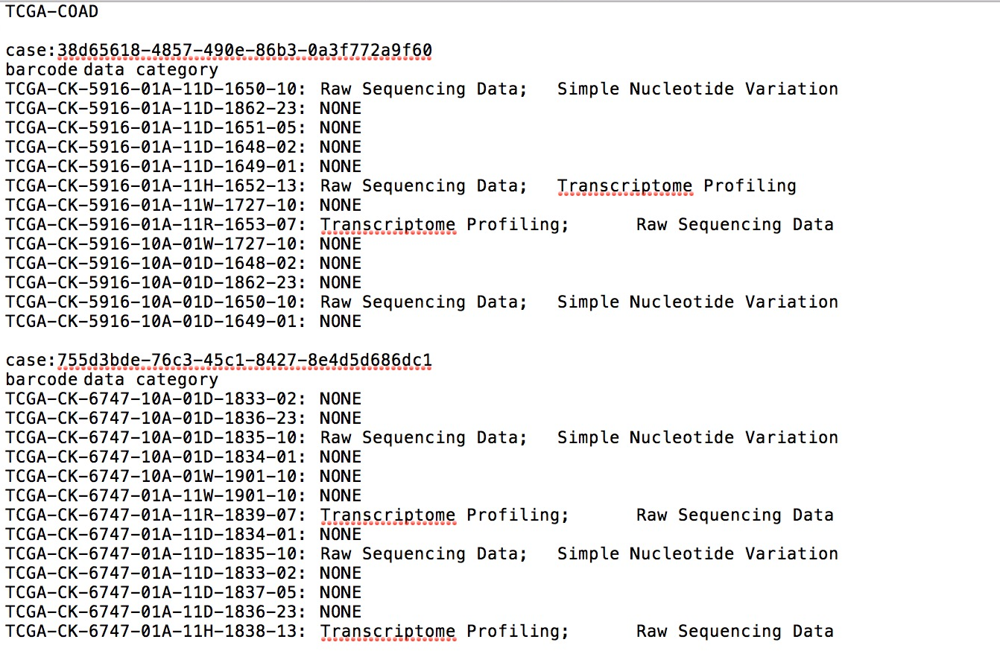 TCGA-COAD
case:38d65618-4857-490e-86b3-0a3f772a9f60
barcode data category
TCGA-CK-5916-01A-11D-1650-10: Raw Sequencing Data; Simple Nucleotide Variation
TCGA-CK-5916-01A-11D-1862-23: NONE
TCGA-CK-5916-01A-11D-1651-05: NONE
TCGA-CK-5916-01A-11D-1648-02: NONE
TCGA-CK-5916-01A-11D-1649-01: NONE
TCGA-CK-5916-01A-11H-1652-13: Raw Sequencing Data; Transcriptome Profiling
TCGA-CK-5916-01A-11W-1727-10: NONE
TCGA-CK-5916-01A-11R-1653-07: Transcriptome Profiling; Raw Sequencing Data
TCGA-CK-5916-10A-01W-1727-10: NONE
TCGA-CK-5916-10A-01D-1648-02: NONE
TCGA-CK-5916-10A-01D-1862-23: NONE
TCGA-CK-5916-10A-01D-1650-10: Raw Sequencing Data; Simple Nucleotide Variation
TCGA-CK-5916-10A-01D-1649-01: NONE
case:755d3bde-76c3-45c1-8427-8e4d5d686dc1
barcode data category
TCGA-CK-6747-10A-01D-1833-02: NONE
TCGA-CK-6747-10A-01D-1836-23: NONE
TCGA-CK-6747-10A-01D-1835-10: Raw Sequencing Data; Simple Nucleotide Variation
TCGA-CK-6747-10A-01D-1834-01: NONE
TCGA-CK-6747-10A-01W-1901-10: NONE
TCGA-CK-6747-01A-11W-1901-10: NONE
TCGA-CK-6747-01A-11R-1839-07: Transcriptome Profiling; Raw Sequencing Data
TCGA-CK-6747-01A-11D-1834-01: NONE
TCGA-CK-6747-01A-11D-1835-10: Raw Sequencing Data; Simple Nucleotide Variation
TCGA-CK-6747-01A-11D-1833-02: NONE
TCGA-CK-6747-01A-11D-1837-05: NONE
TCGA-CK-6747-01A-11D-1836-23: NONE
TCGA-CK-6747-01A-11H-1838-13: Transcriptome Profiling; Raw Sequencing Data